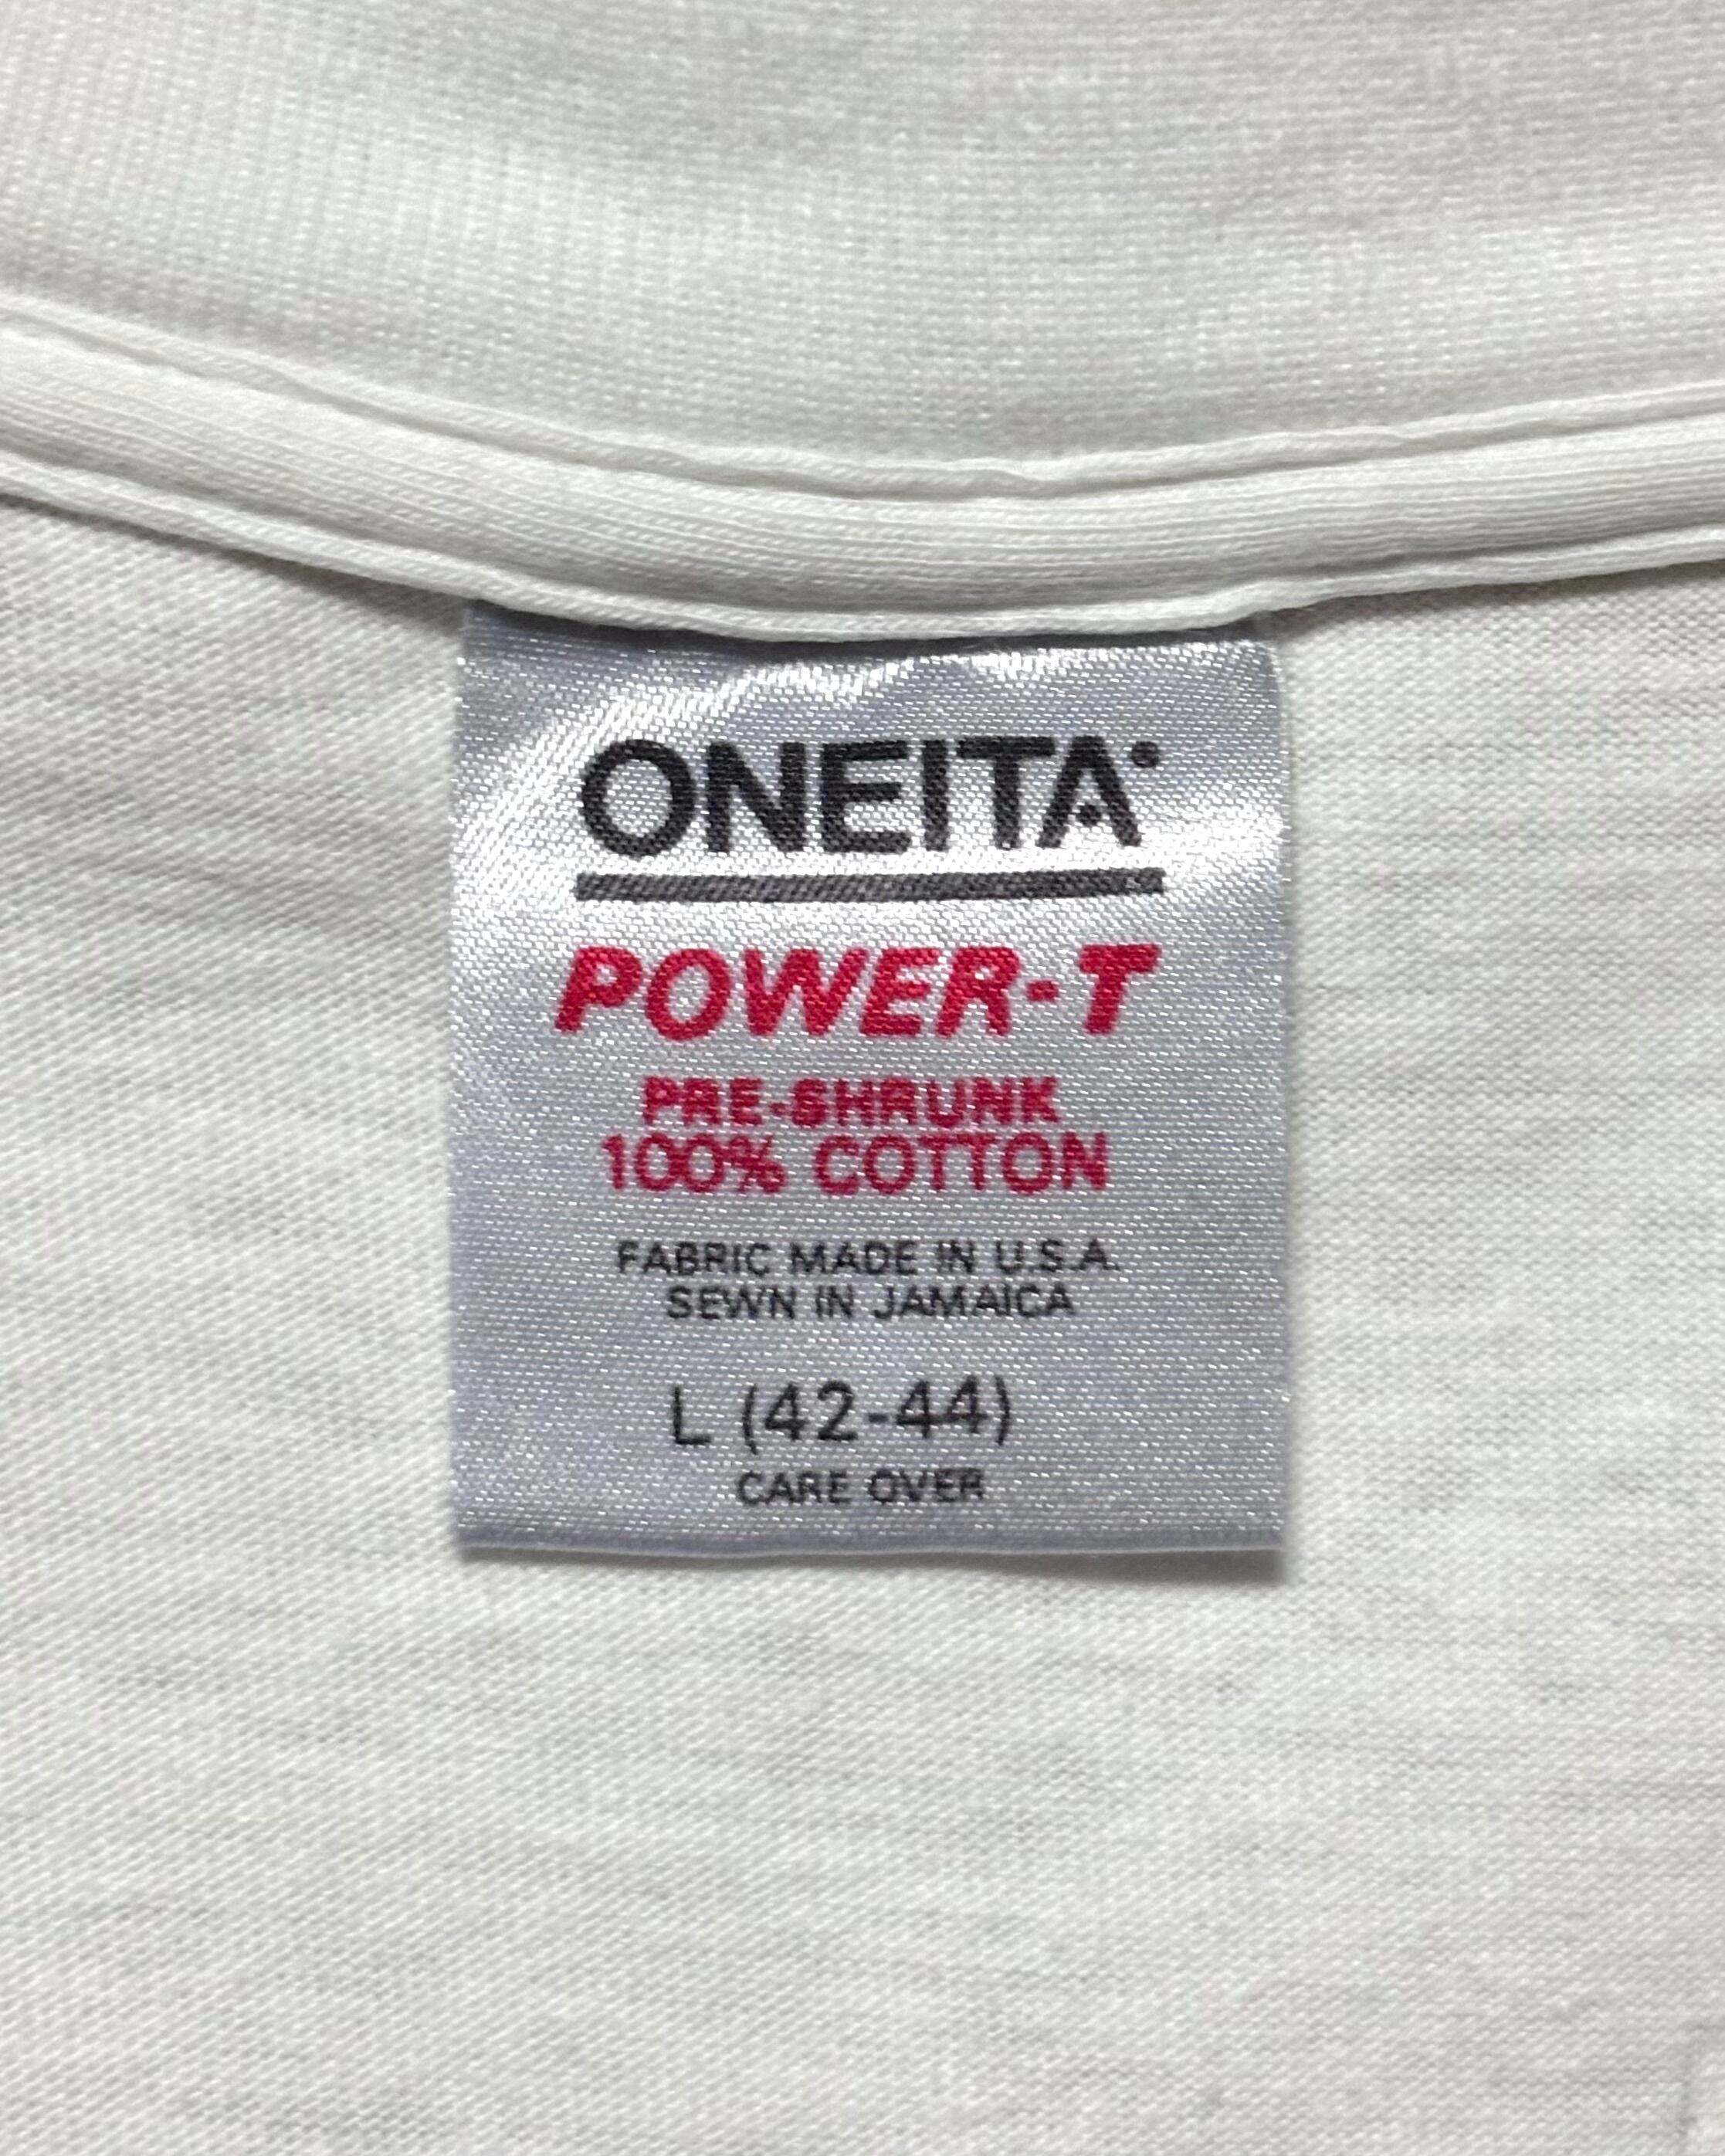 ONEITA
POWER-T
PRE-SHRUNK
100% COTTON
FABRIC MADE IN U.S.A.
SEWN IN JAMAICA
L (42-44)
CARE OVER